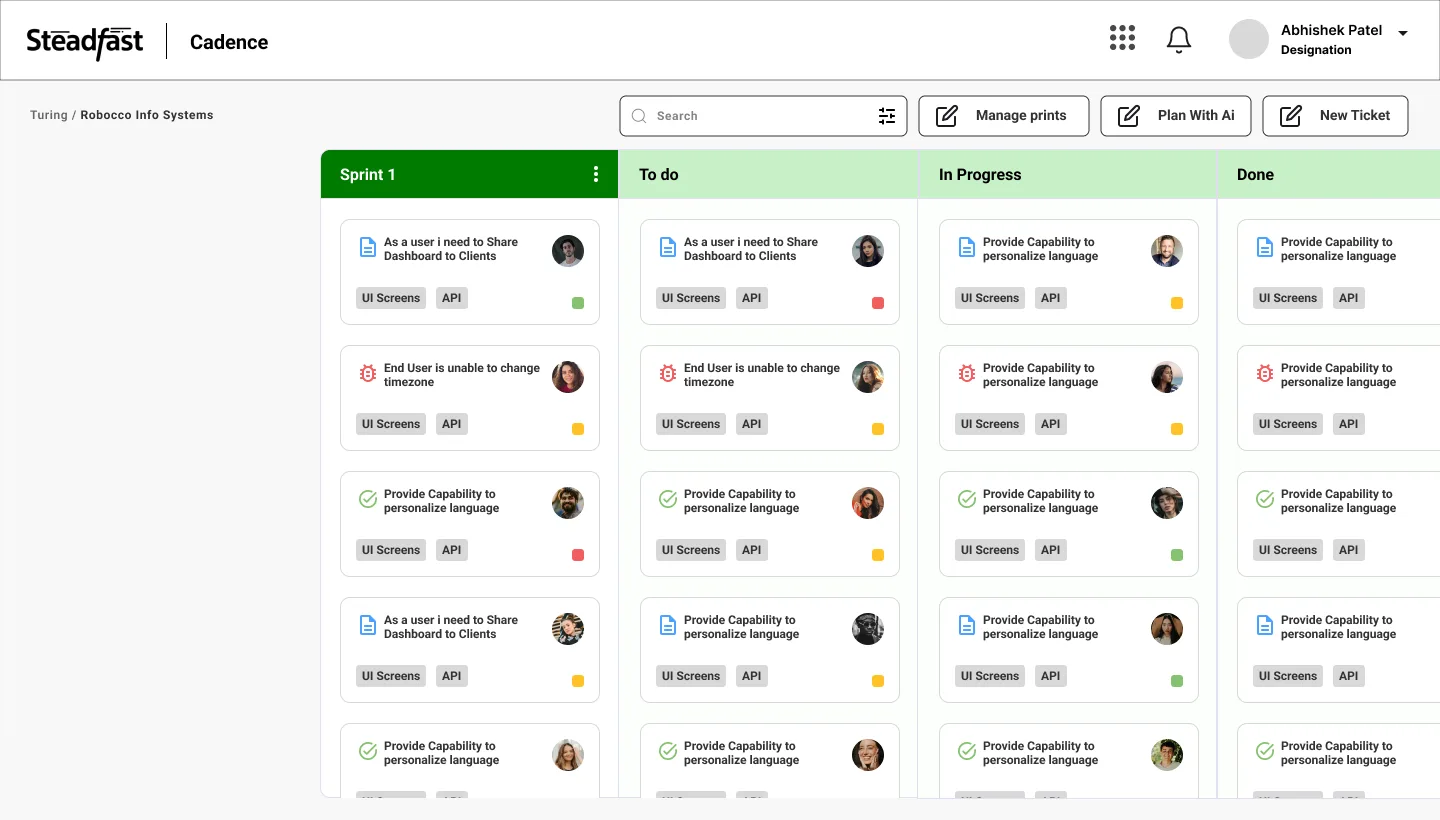 Steadfast
Cadence
Abhishek Patel
Designation
Turing / Robocco Info Systems
Search
Manage prints
Plan With Ai
New Ticket
Sprint 1
To do
In Progress
Done
As a user i need to Share
Dashboard to Clients
UI Screens API
As a user i need to Share
Dashboard to Clients
UI Screens API
Provide Capability to
personalize language
UI Screens API
Provide Capability to
personalize language
UI Screens API
End User is unable to change
timezone
UI Screens API
End User is unable to change
timezone
UI Screens API
Provide Capability to
personalize language
UI Screens API
Provide Capability to
personalize language
UI Screens API
Provide Capability to
personalize language
UI Screens API
Provide Capability to
personalize language
UI Screens API
Provide Capability to
personalize language
UI Screens API
Provide Capability to
personalize language
UI Screens API
As a user i need to Share
Dashboard to Clients
UI Screens API
Provide Capability to
personalize language
UI Screens API
Provide Capability to
personalize language
UI Screens API
Provide Capability to
personalize language
UI Screens API
Provide Capability to
personalize language
Provide Capability to
personalize language
Provide Capability to
personalize language
Provide Capability to
personalize language